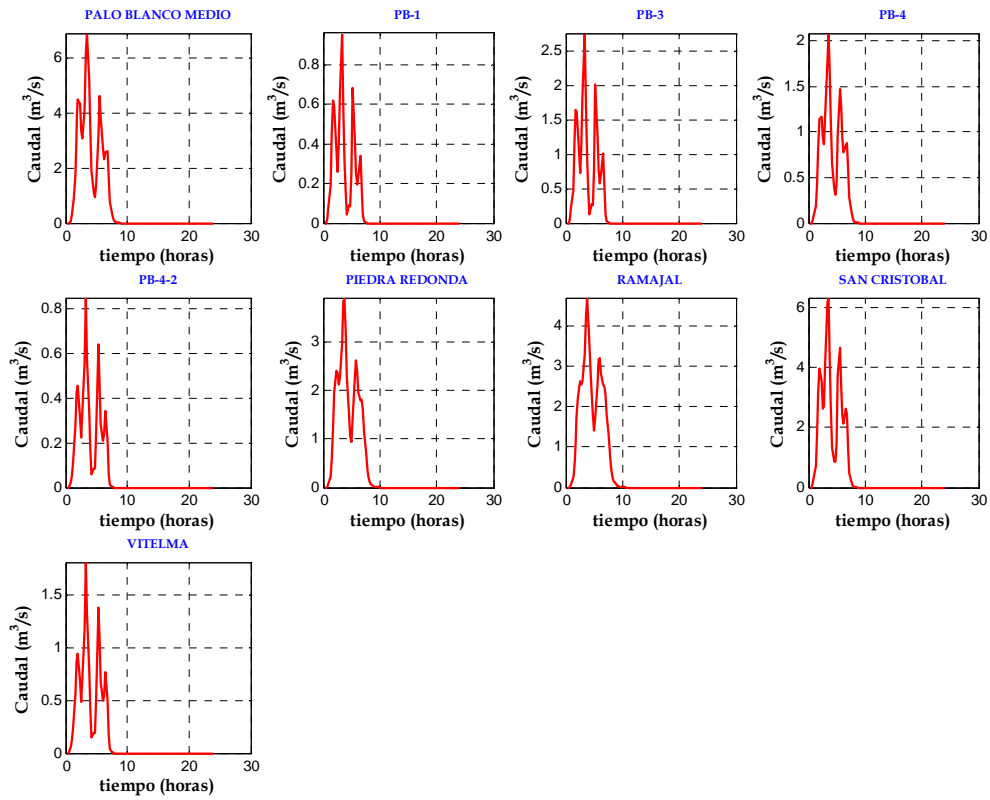 PALO BLANCO MEDIO
PB-1
PB-3
PB-4
Caudal (m³/s)
6
4
2
0
0 10 20 30
tiempo (horas)
Caudal (m³/s)
0.8
0.6
0.4
0.2
0
0 10 20 30
tiempo (horas)
Caudal (m³/s)
2.5
2
1.5
1
0.5
0
0 10 20 30
tiempo (horas)
Caudal (m³/s)
2
1.5
1
0.5
0
0 10 20 30
tiempo (horas)
PB-4-2
PIEDRA REDONDA
RAMAJAL
SAN CRISTOBAL
Caudal (m³/s)
0.8
0.6
0.4
0.2
0
0 10 20 30
tiempo (horas)
Caudal (m³/s)
3
2
1
0
0 10 20 30
tiempo (horas)
Caudal (m³/s)
4
3
2
1
0
0 10 20 30
tiempo (horas)
Caudal (m³/s)
6
4
2
0
0 10 20 30
tiempo (horas)
VITELMA
Caudal (m³/s)
1.5
1
0.5
0
0 10 20 30
tiempo (horas)